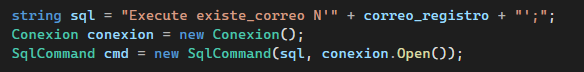 string sql = "Execute existe_correo N'" + correo_registro + "';";
Conexion conexion = new Conexion();
SqlCommand cmd = new SqlCommand(sql, conexion.Open());